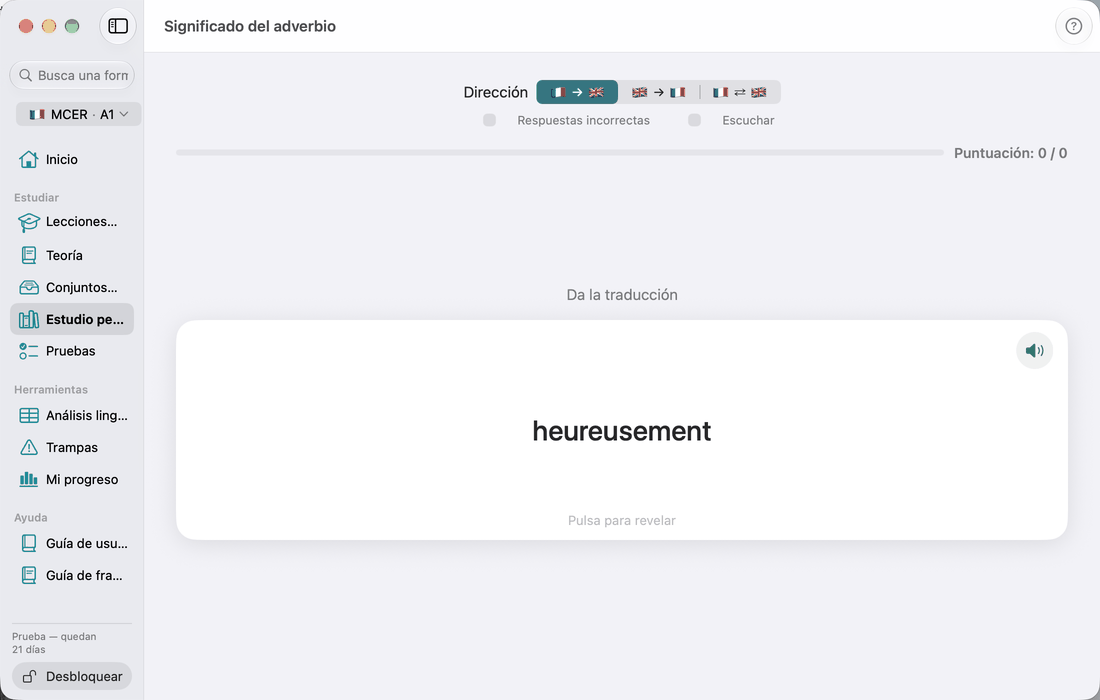 Significado del adverbio
Busca una forn
MCER · A1
Inicio
Estudiar
Lecciones...
Teoría
Conjuntos...
Estudio pe...
Pruebas
Herramientas
Análisis ling...
Trampas
Mi progreso
Ayuda
Guía de usu...
Guía de fra...
Prueba — quedan
21 días
Desbloquear
Dirección
Respuestas incorrectas
Escuchar
Puntuación: 0 / 0
Da la traducción
heureusement
Pulsa para revelar